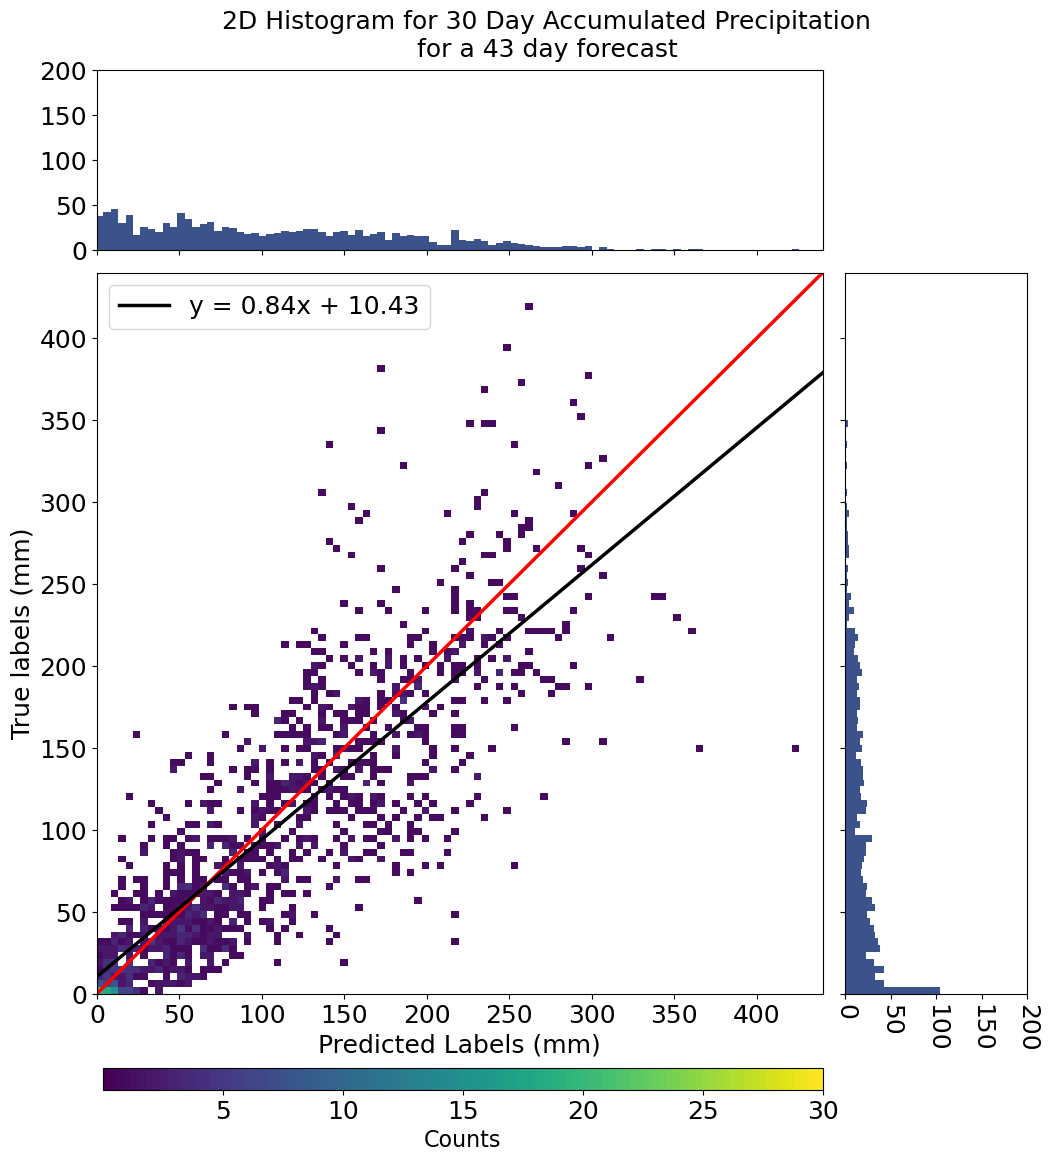 2D Histogram for 30 Day Accumulated Precipitation
for a 43 day forecast
200
150
100
50
0
y = 0.84x + 10.43
400
350
300
250
200
150
100
50
0
True labels (mm)
0 50 100 150 200 250 300 350 400
Predicted Labels (mm)
0 50 100 150 200
5 10 15 20 25 30
Counts